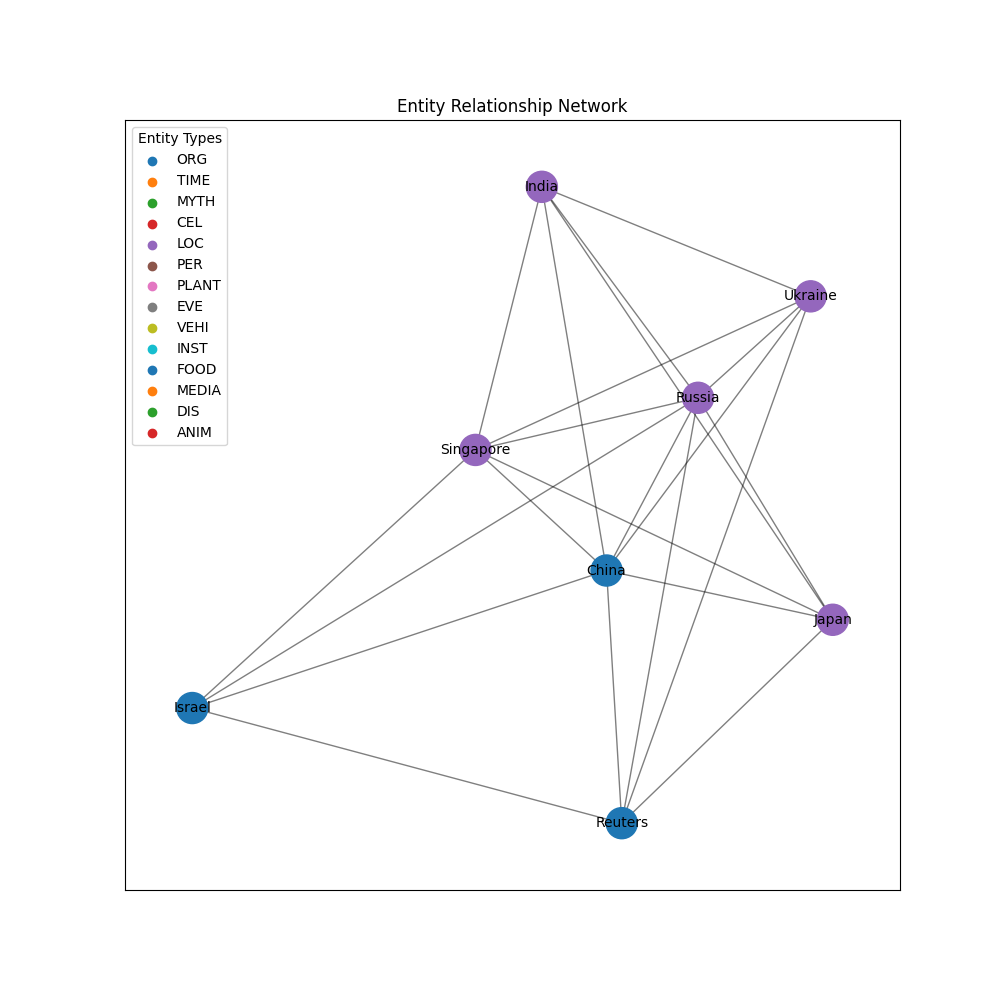 Entity Relationship Network
Entity Types
ORG
TIME
MYTH
CEL
LOC
PER
PLANT
EVE
VEHI
INST
FOOD
MEDIA
DIS
ANIM
India
Ukraine
Russia
Singapore
China
Japan
Israel
Reuters